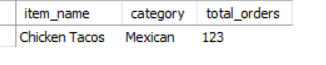 item_name category total_orders
Chicken Tacos Mexican 123